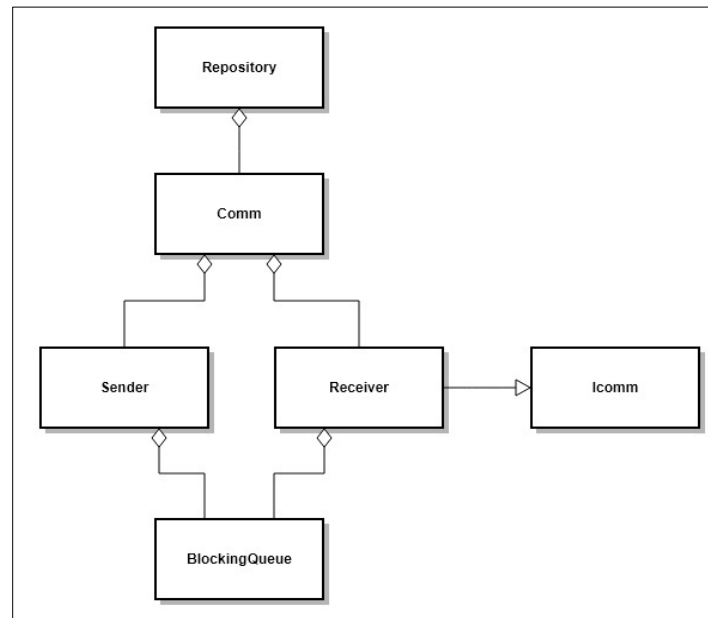 Repository
Comm
Sender
Receiver
Icomm
BlockingQueue